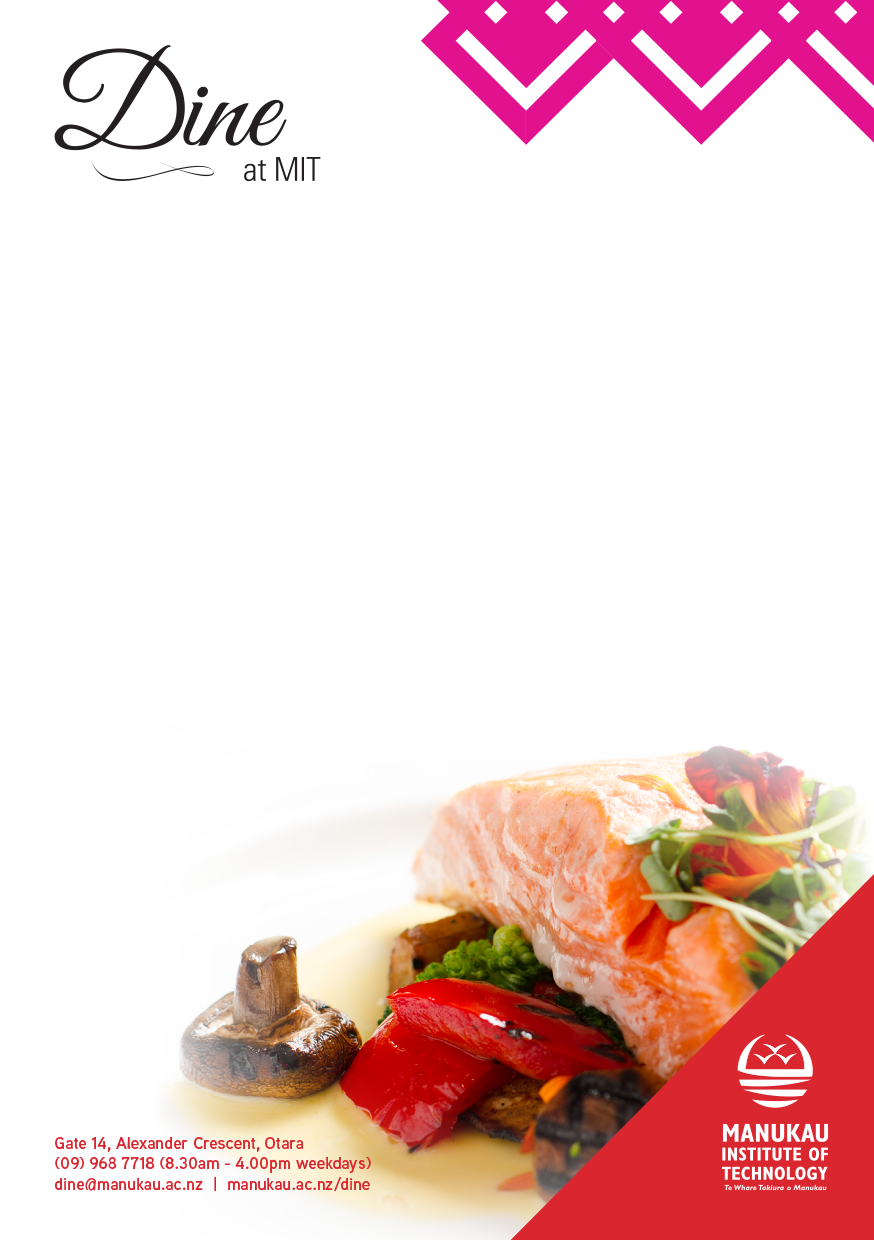 Dine
at MIT
Gate 14, Alexander Crescent, Otara
(09) 968 7718 (8.30am - 4.00pm weekdays)
dine@manukau.ac.nz | manukau.ac.nz/dine
MANUKAU
INSTITUTE OF
TECHNOLOGY
Te Whare Takiura o Manukau